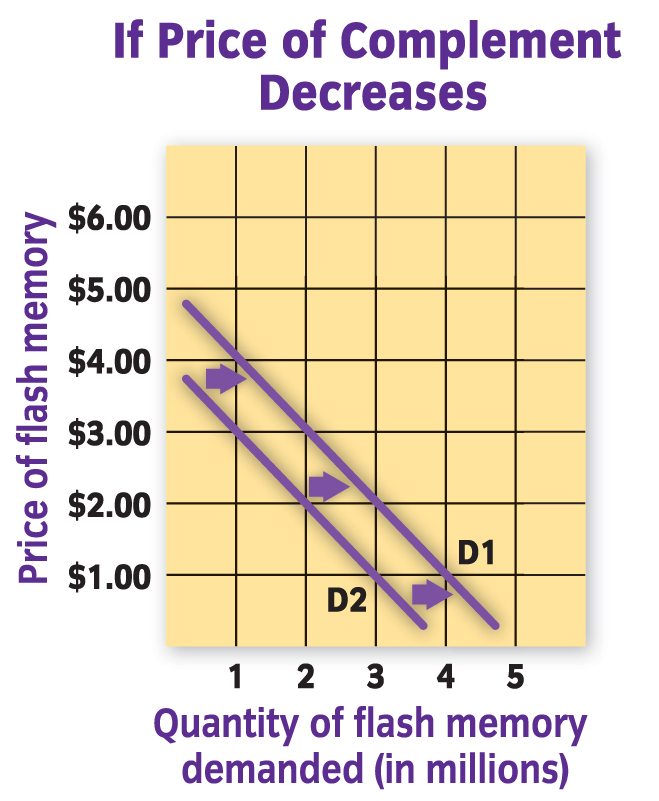 If Price of Complement
Decreases
Price of flash memory
$6.00
$5.00
$4.00
$3.00
$2.00
$1.00
D1
D2
1 2 3 4 5
Quantity of flash memory
demanded (in millions)